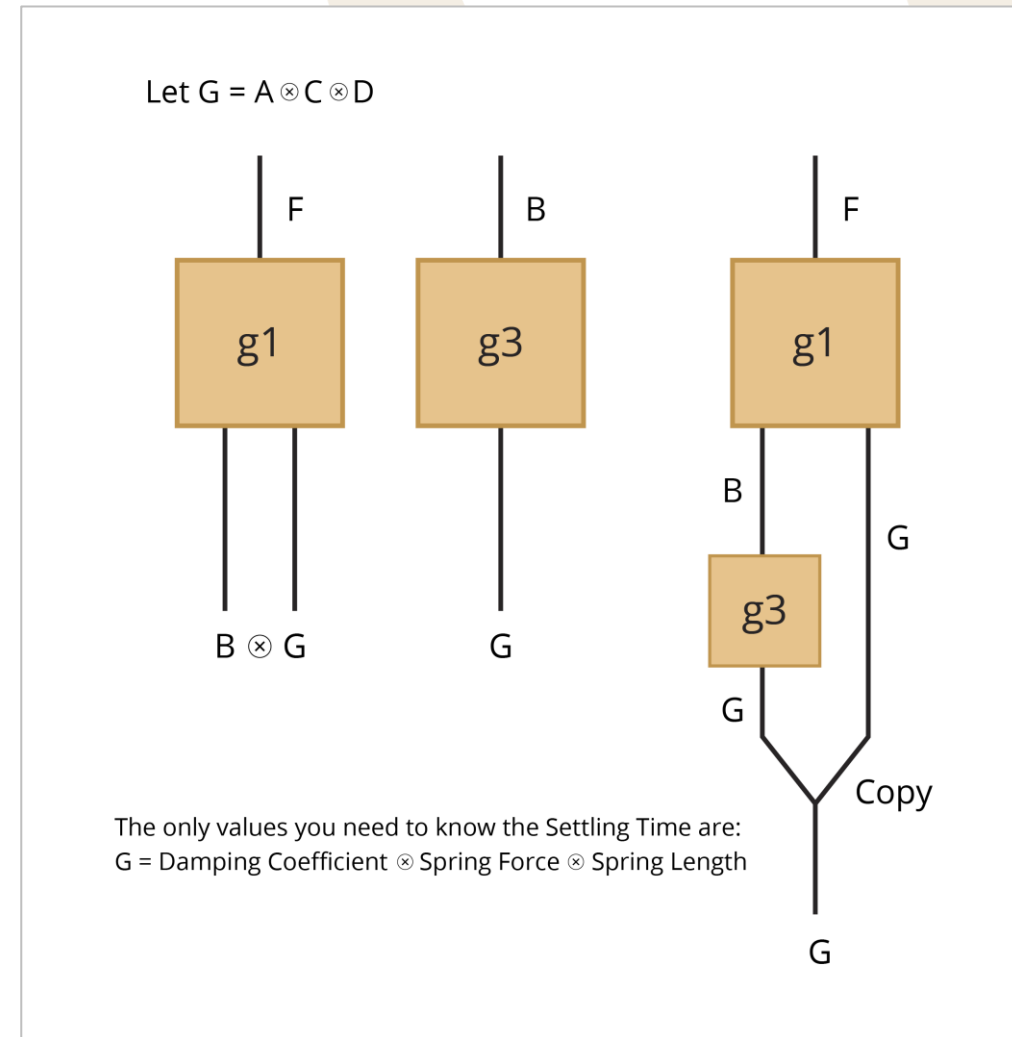 Let G = A ⊗ C ⊗ D
F
B
F
g1
g3
g1
B
G
g3
B ⊗ G
G
G
Copy
The only values you need to know the Settling Time are:
G = Damping Coefficient ⊗ Spring Force ⊗ Spring Length
G